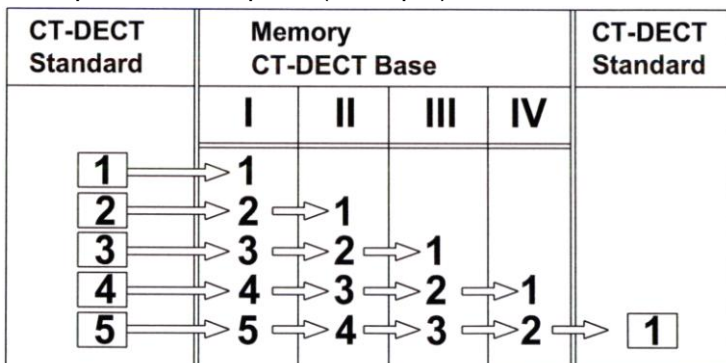 CT-DECT Memory CT-DECT
Standard CT-DECT Base Standard
I II III IV
1 1
2 2 1
3 3 2 1
4 4 3 2 1
5 5 4 3 2 1